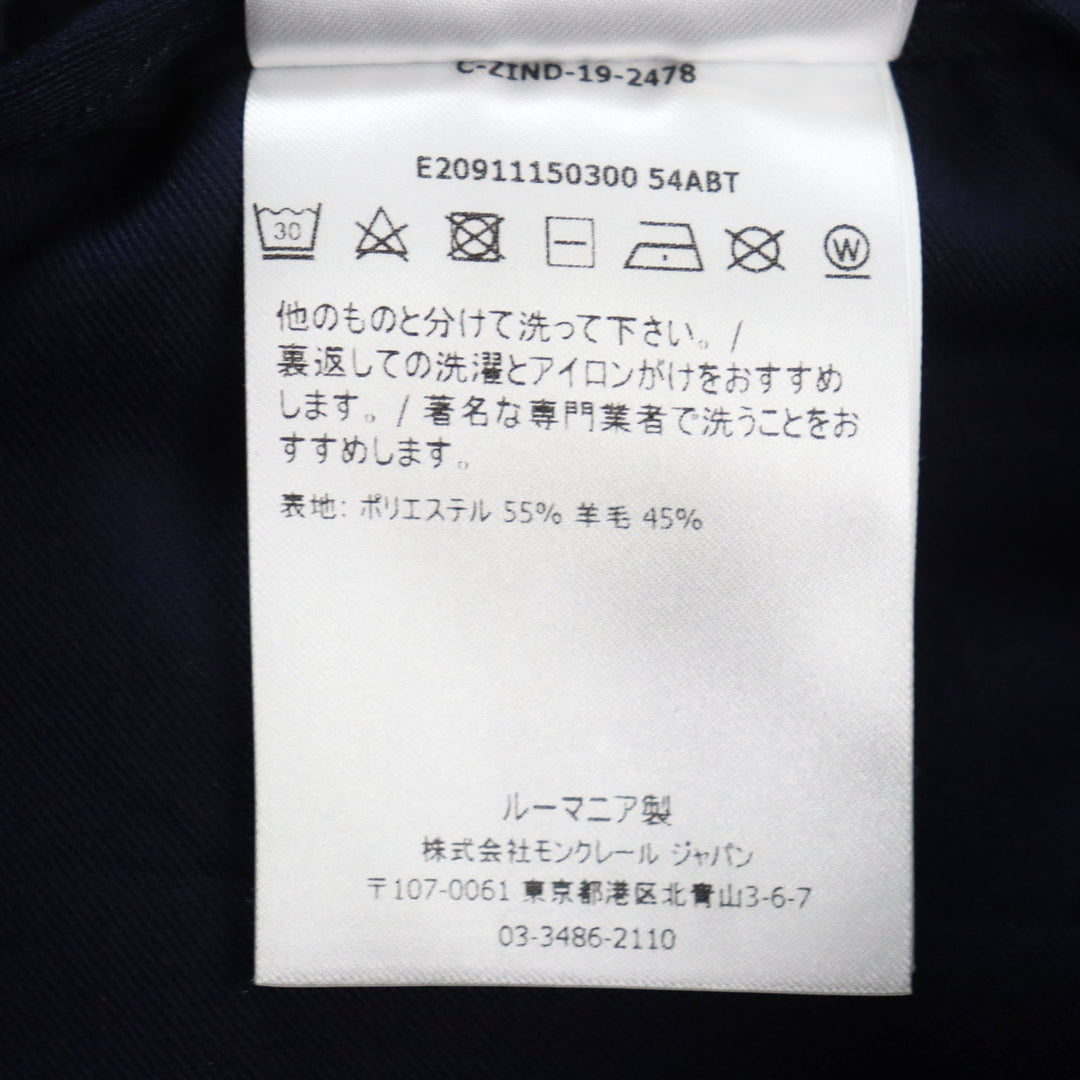 C-ZIND-19-2478
E20911150300 54ABT
30
W
他のものと分けて洗って下さい。/
裏返しての洗濯とアイロンがけをおすすめ
します。/ 著名な専門業者で洗うことをお
すすめします。
表地: ポリエステル 55% 羊毛 45%
ルーマニア製
株式会社モンクレール ジャパン
〒107-0061 東京都港区北青山3-6-7
03-3486-2110